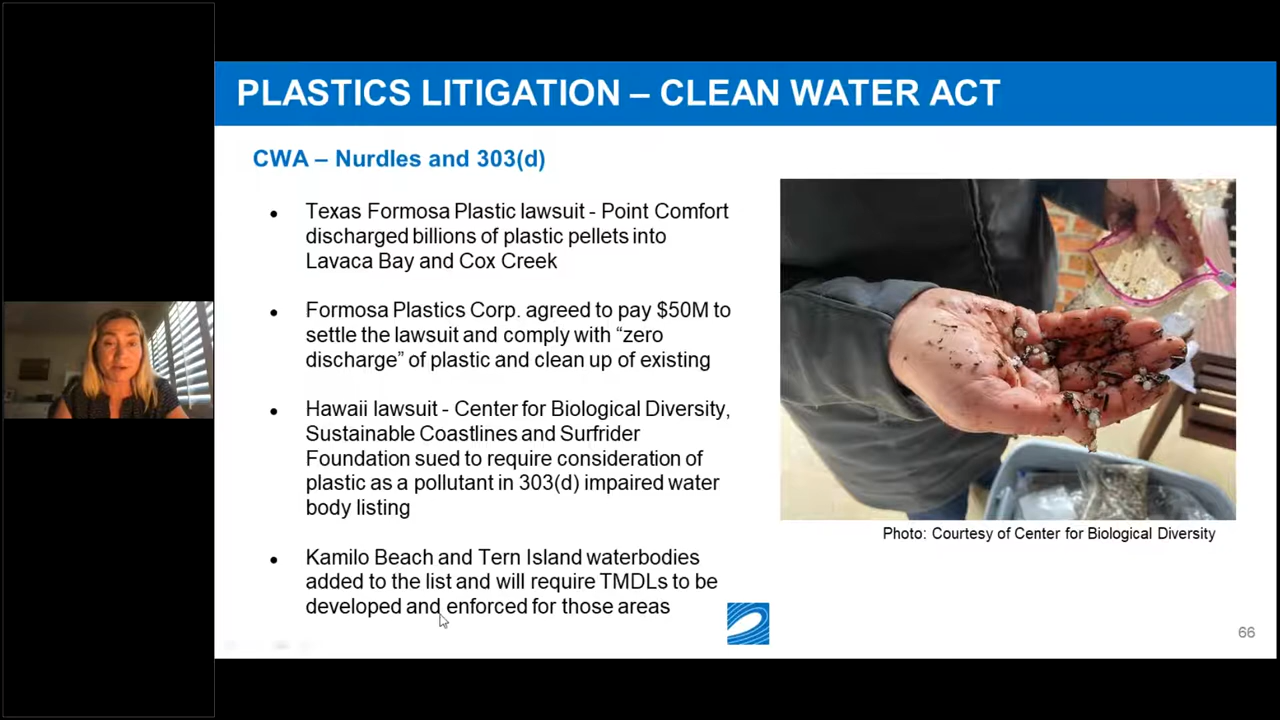 PLASTICS LITIGATION – CLEAN WATER ACT
CWA – Nurdles and 303(d)
• Texas Formosa Plastic lawsuit - Point Comfort
discharged billions of plastic pellets into
Lavaca Bay and Cox Creek
• Formosa Plastics Corp. agreed to pay $50M to
settle the lawsuit and comply with “zero
discharge” of plastic and clean up of existing
• Hawaii lawsuit - Center for Biological Diversity,
Sustainable Coastlines and Surfrider
Foundation sued to require consideration of
plastic as a pollutant in 303(d) impaired water
body listing
• Kamilo Beach and Tern Island waterbodies
added to the list and will require TMDLs to be
developed and enforced for those areas
Photo: Courtesy of Center for Biological Diversity
66